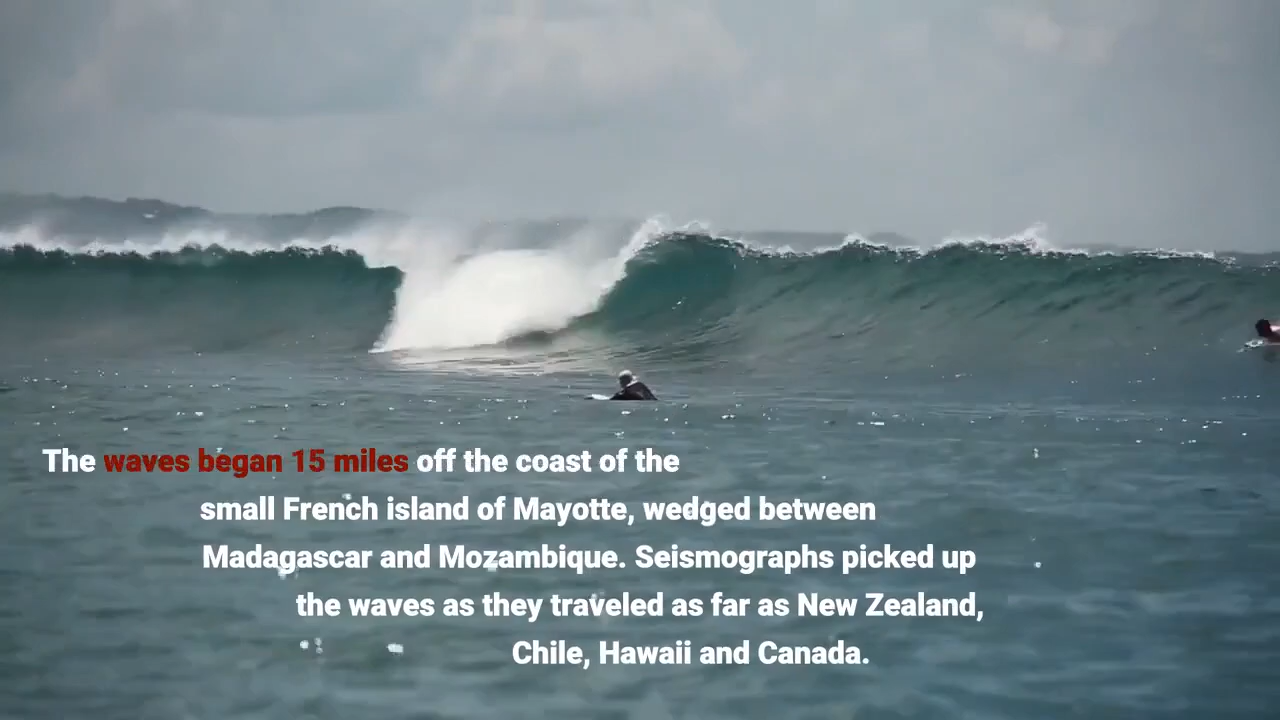 The waves began 15 miles off the coast of the
small French island of Mayotte, wedged between
Madagascar and Mozambique. Seismographs picked up
the waves as they traveled as far as New Zealand,
Chile, Hawaii and Canada.